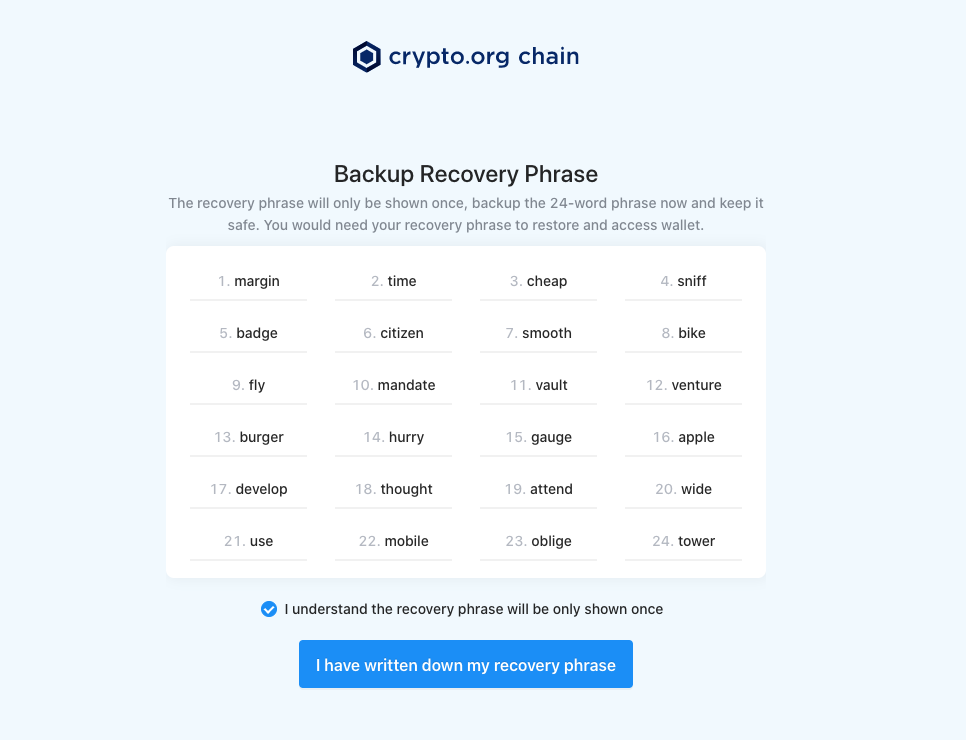 crypto.org chain
Backup Recovery Phrase
The recovery phrase will only be shown once, backup the 24-word phrase now and keep it
safe. You would need your recovery phrase to restore and access wallet.
1. margin 2. time 3. cheap 4. sniff
5. badge 6. citizen 7. smooth 8. bike
9. fly 10. mandate 11. vault 12. venture
13. burger 14. hurry 15. gauge 16. apple
17. develop 18. thought 19. attend 20. wide
21. use 22. mobile 23. oblige 24. tower
I understand the recovery phrase will be only shown once
I have written down my recovery phrase